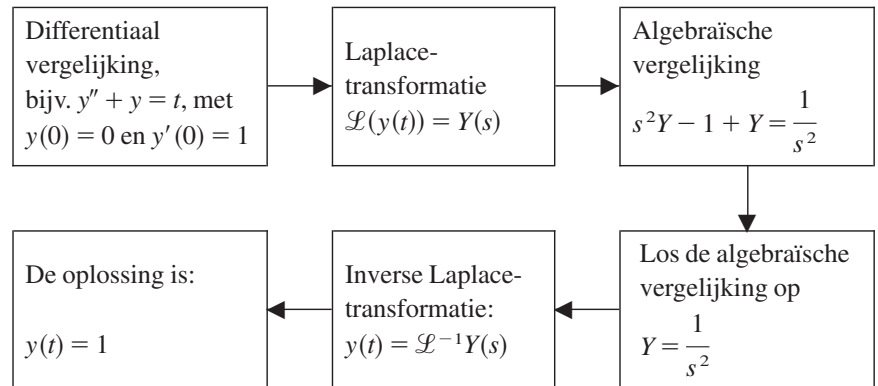 Differentiaal
vergelijking,
bijv. y″ + y = t, met
y(0) = 0 en y′(0) = 1
Laplace-
transformatie
ℒ(y(t)) = Y(s)
Algebraïsche
vergelijking
s²Y − 1 + Y = 1/s²
Los de algebraïsche
vergelijking op
Y = 1/s²
Inverse Laplace-
transformatie:
y(t) = ℒ⁻¹Y(s)
De oplossing is:
y(t) = 1